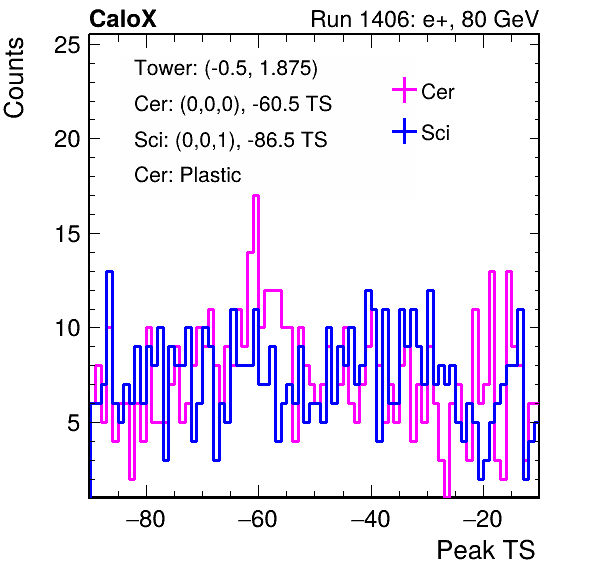 CaloX Run 1406: e+, 80 GeV
Counts
25
Tower: (-0.5, 1.875)
Cer
Cer: (0,0,0), -60.5 TS
Sci
Sci: (0,0,1), -86.5 TS
20
Cer: Plastic
15
10
5
−80 −60 −40 −20
Peak TS